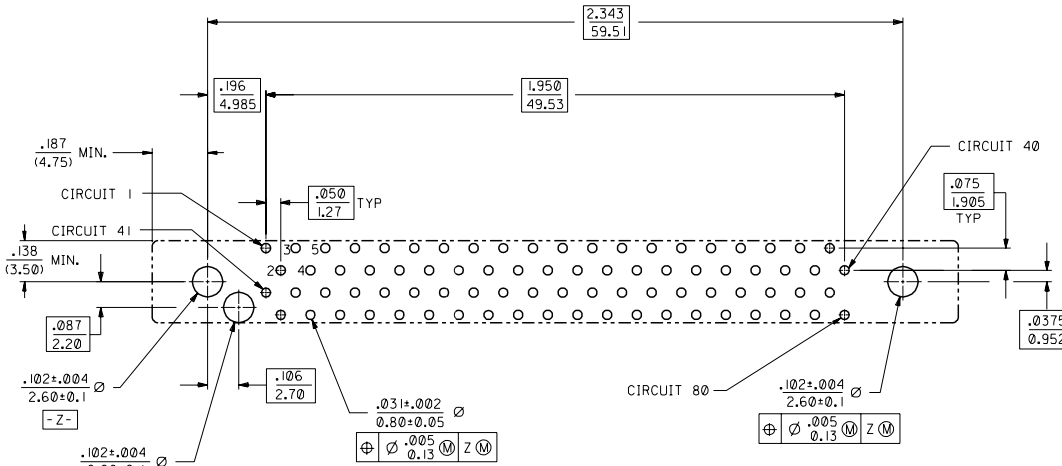 2.343
59.51
.196
4.985
1.950
49.53
.187
(4.75) MIN.
CIRCUIT 40
CIRCUIT 1
.050
1.27 TYP
.075
1.905
TYP
CIRCUIT 41
3 5
2 4
.138
(3.50) MIN.
.087
2.20
.0375
0.952
.106
2.70
CIRCUIT 80
.102±.004
2.60±0.1 Ø
-Z-
.031±.002
0.80±0.05 Ø
⌖ Ø .005
0.13 Ⓜ Z Ⓜ
.102±.004
2.60±0.1 Ø
⌖ Ø .005
0.13 Ⓜ Z Ⓜ
.102±.004
Ø